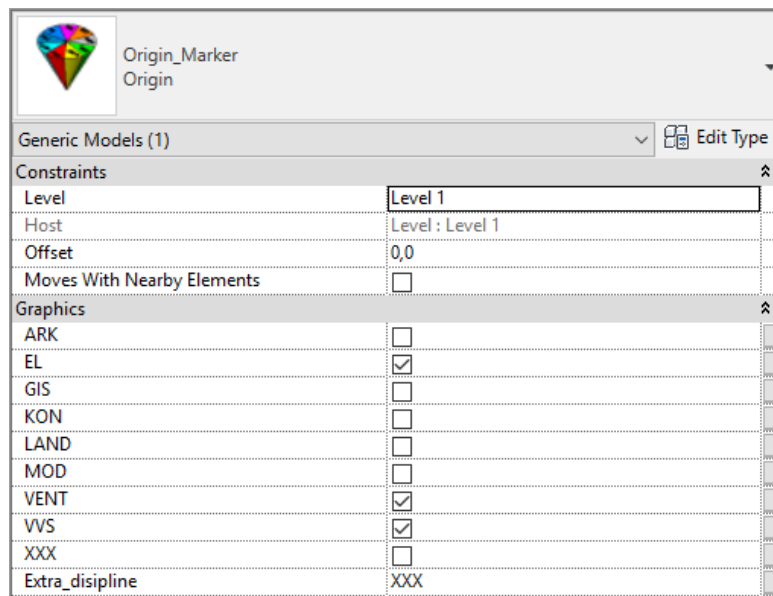 Origin_Marker
Origin
Generic Models (1) Edit Type
Constraints
Level Level 1
Host Level : Level 1
Offset 0,0
Moves With Nearby Elements
Graphics
ARK
EL
GIS
KON
LAND
MOD
VENT
VVS
XXX
Extra_disipline XXX